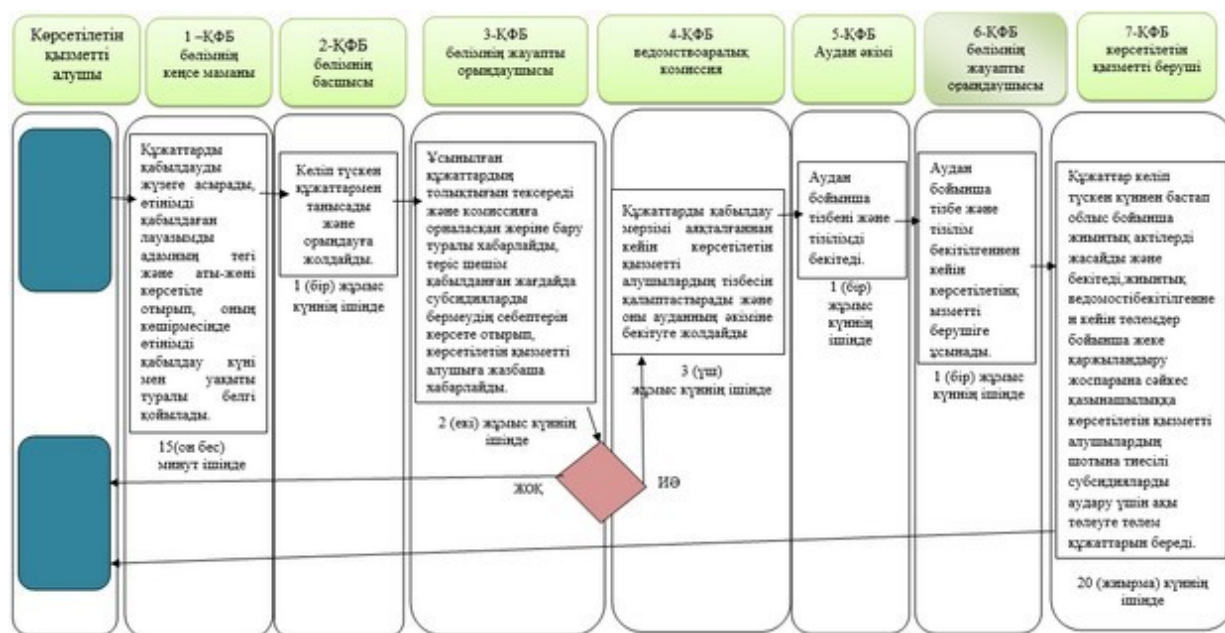 Көрсетілетін
қызметті
алушы
1 –ҚФБ
бөлімнің
кеңсе маманы
2-ҚФБ
бөлімнің
басшысы
3-ҚФБ
бөлімнің жауапты
орындаушысы
4-ҚФБ
ведомствоаралық
комиссия
5-ҚФБ
Аудан әкімі
6-ҚФБ
бөлімнің
жауапты
орындаушысы
7-ҚФБ
көрсетілетін
қызметті беруші
Құжаттарды
қабылдауды
жүзеге асырады,
өтінімді
қабылдаған
лауазымды
адамның тегі
және аты-жөні
көрсетіле
отырып, оның
көшірмесінде
өтінімді
қабылдау күні
мен уақыты
туралы белгі
қойылады.
15(он бес)
минут ішінде
Келіп түскен
құжаттармен
танысады
және
орындауға
жолдайды.
1 (бір) жұмыс
күннің ішінде
Ұсынылған
құжаттардың
толықтығын тексереді
және комиссияға
орналасқан жеріне бару
туралы хабарлайды,
теріс шешім
қабылданған жағдайда
субсидияларды
бермеудің себептерін
көрсете отырып,
көрсетілетін қызметті
алушыға жазбаша
хабарлайды.
2 (екі) жұмыс күннің
ішінде
ЖОҚ
ИӘ
Құжаттарды қабылдау
мерзімі аяқталғаннан
кейін көрсетілетін
қызметті
алушылардың тізбесін
қалыптастырады және
оны ауданның әкіміне
бекітуге жолдайды
3 (үш)
жұмыс күннің ішінде
Аудан
бойынша
тізбені және
тізілімді
бекітеді.
1 (бір)
жұмыс
күннің
ішінде
Аудан
бойынша
тізбе және
тізілім
бекітілгеннен
кейін
көрсетілетінқ
ызметті
берушіге
ұсынады.
1 (бір) жұмыс
күннің ішінде
Құжаттар келіп
түскен күннен бастап
облыс бойынша
жиынтық актілерді
жасайды және
бекітеді,жиынтық
ведомостібекітілгенне
н кейін төлемдер
бойынша жеке
қаржыландыру
жоспарына сәйкес
қазынашылыққа
көрсетілетін қызметті
алушылардың
шотына тиесілі
субсидияларды
аудару үшін ақы
төлеуге төлем
құжаттарын береді.
20 (жиырма) күннің
ішінде